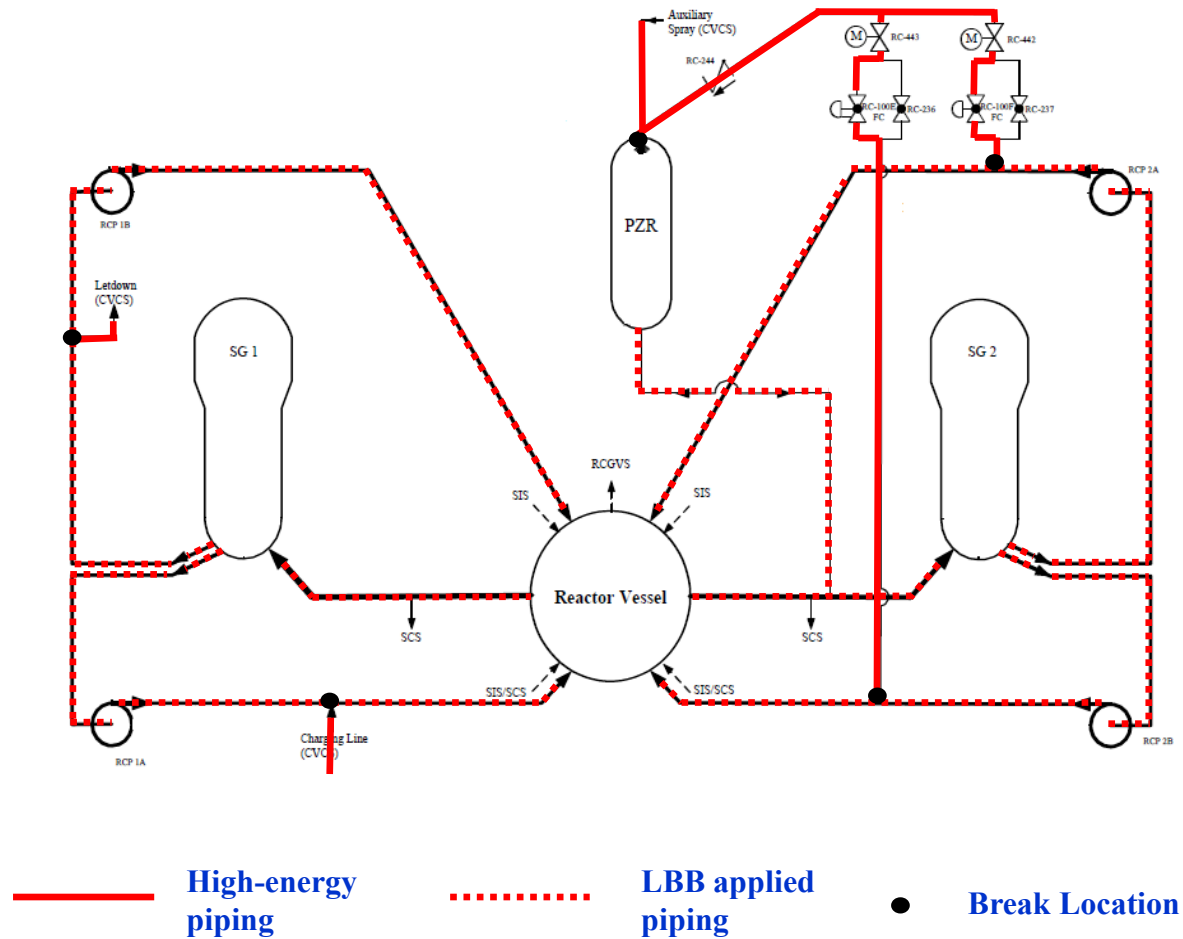 Auxiliary
Spray (CVCS)
M
RC-443
M
RC-442
RC-244
RC-100E
FC
RC-236
RC-100F
FC
RC-237
RCP 1B
RCP 2A
PZR
Letdown
(CVCS)
SG 1
SG 2
RCGVS
SIS
SIS
Reactor Vessel
SCS
SCS
SIS/SCS
SIS/SCS
Charging Line
(CVCS)
RCP 1A
RCP 2B
High-energy
piping
LBB applied
piping
Break Location